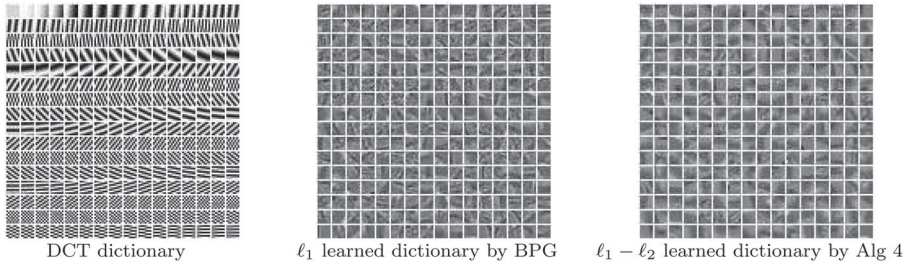 DCT dictionary
ℓ₁ learned dictionary by BPG
ℓ₁ − ℓ₂ learned dictionary by Alg 4